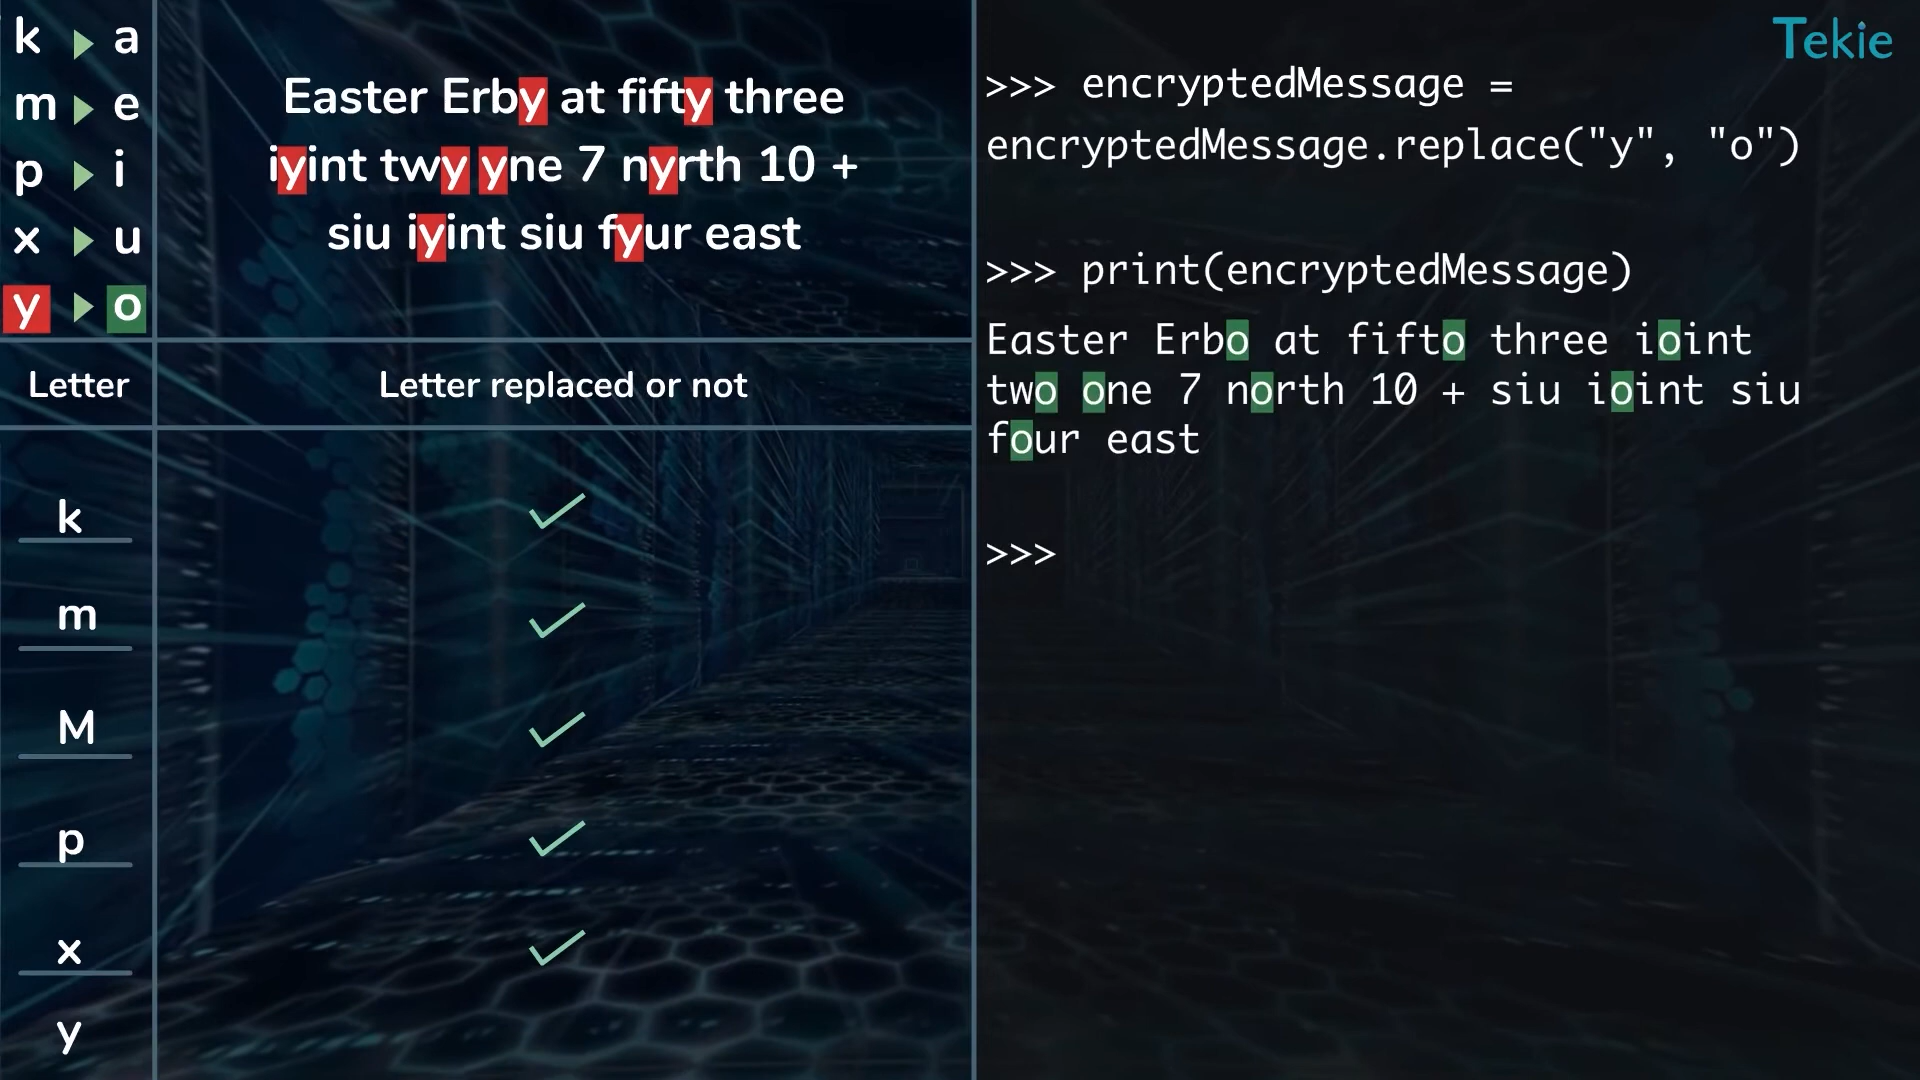 k a
m e
p i
x u
y o
Easter Erby at fifty three
iyint twy yne 7 nyrth 10 +
siu iyint siu fyur east
Letter
Letter replaced or not
k
m
M
p
x
y
Tekie
>>> encryptedMessage =
encryptedMessage.replace("y", "o")
>>> print(encryptedMessage)
Easter Erbo at fifto three ioint
two one 7 north 10 + siu ioint siu
four east
>>>